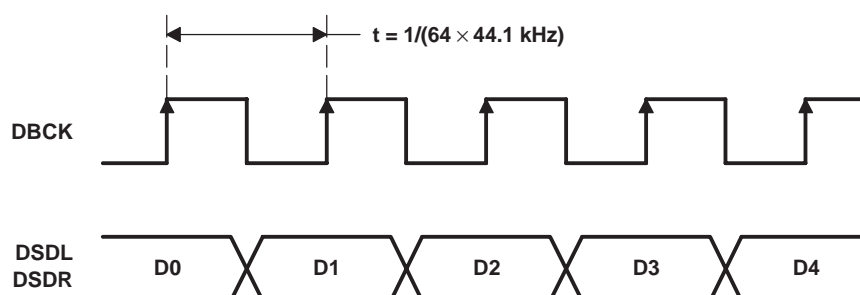 t = 1/(64 × 44.1 kHz)
DBCK
DSDL
DSDR
D0
D1
D2
D3
D4